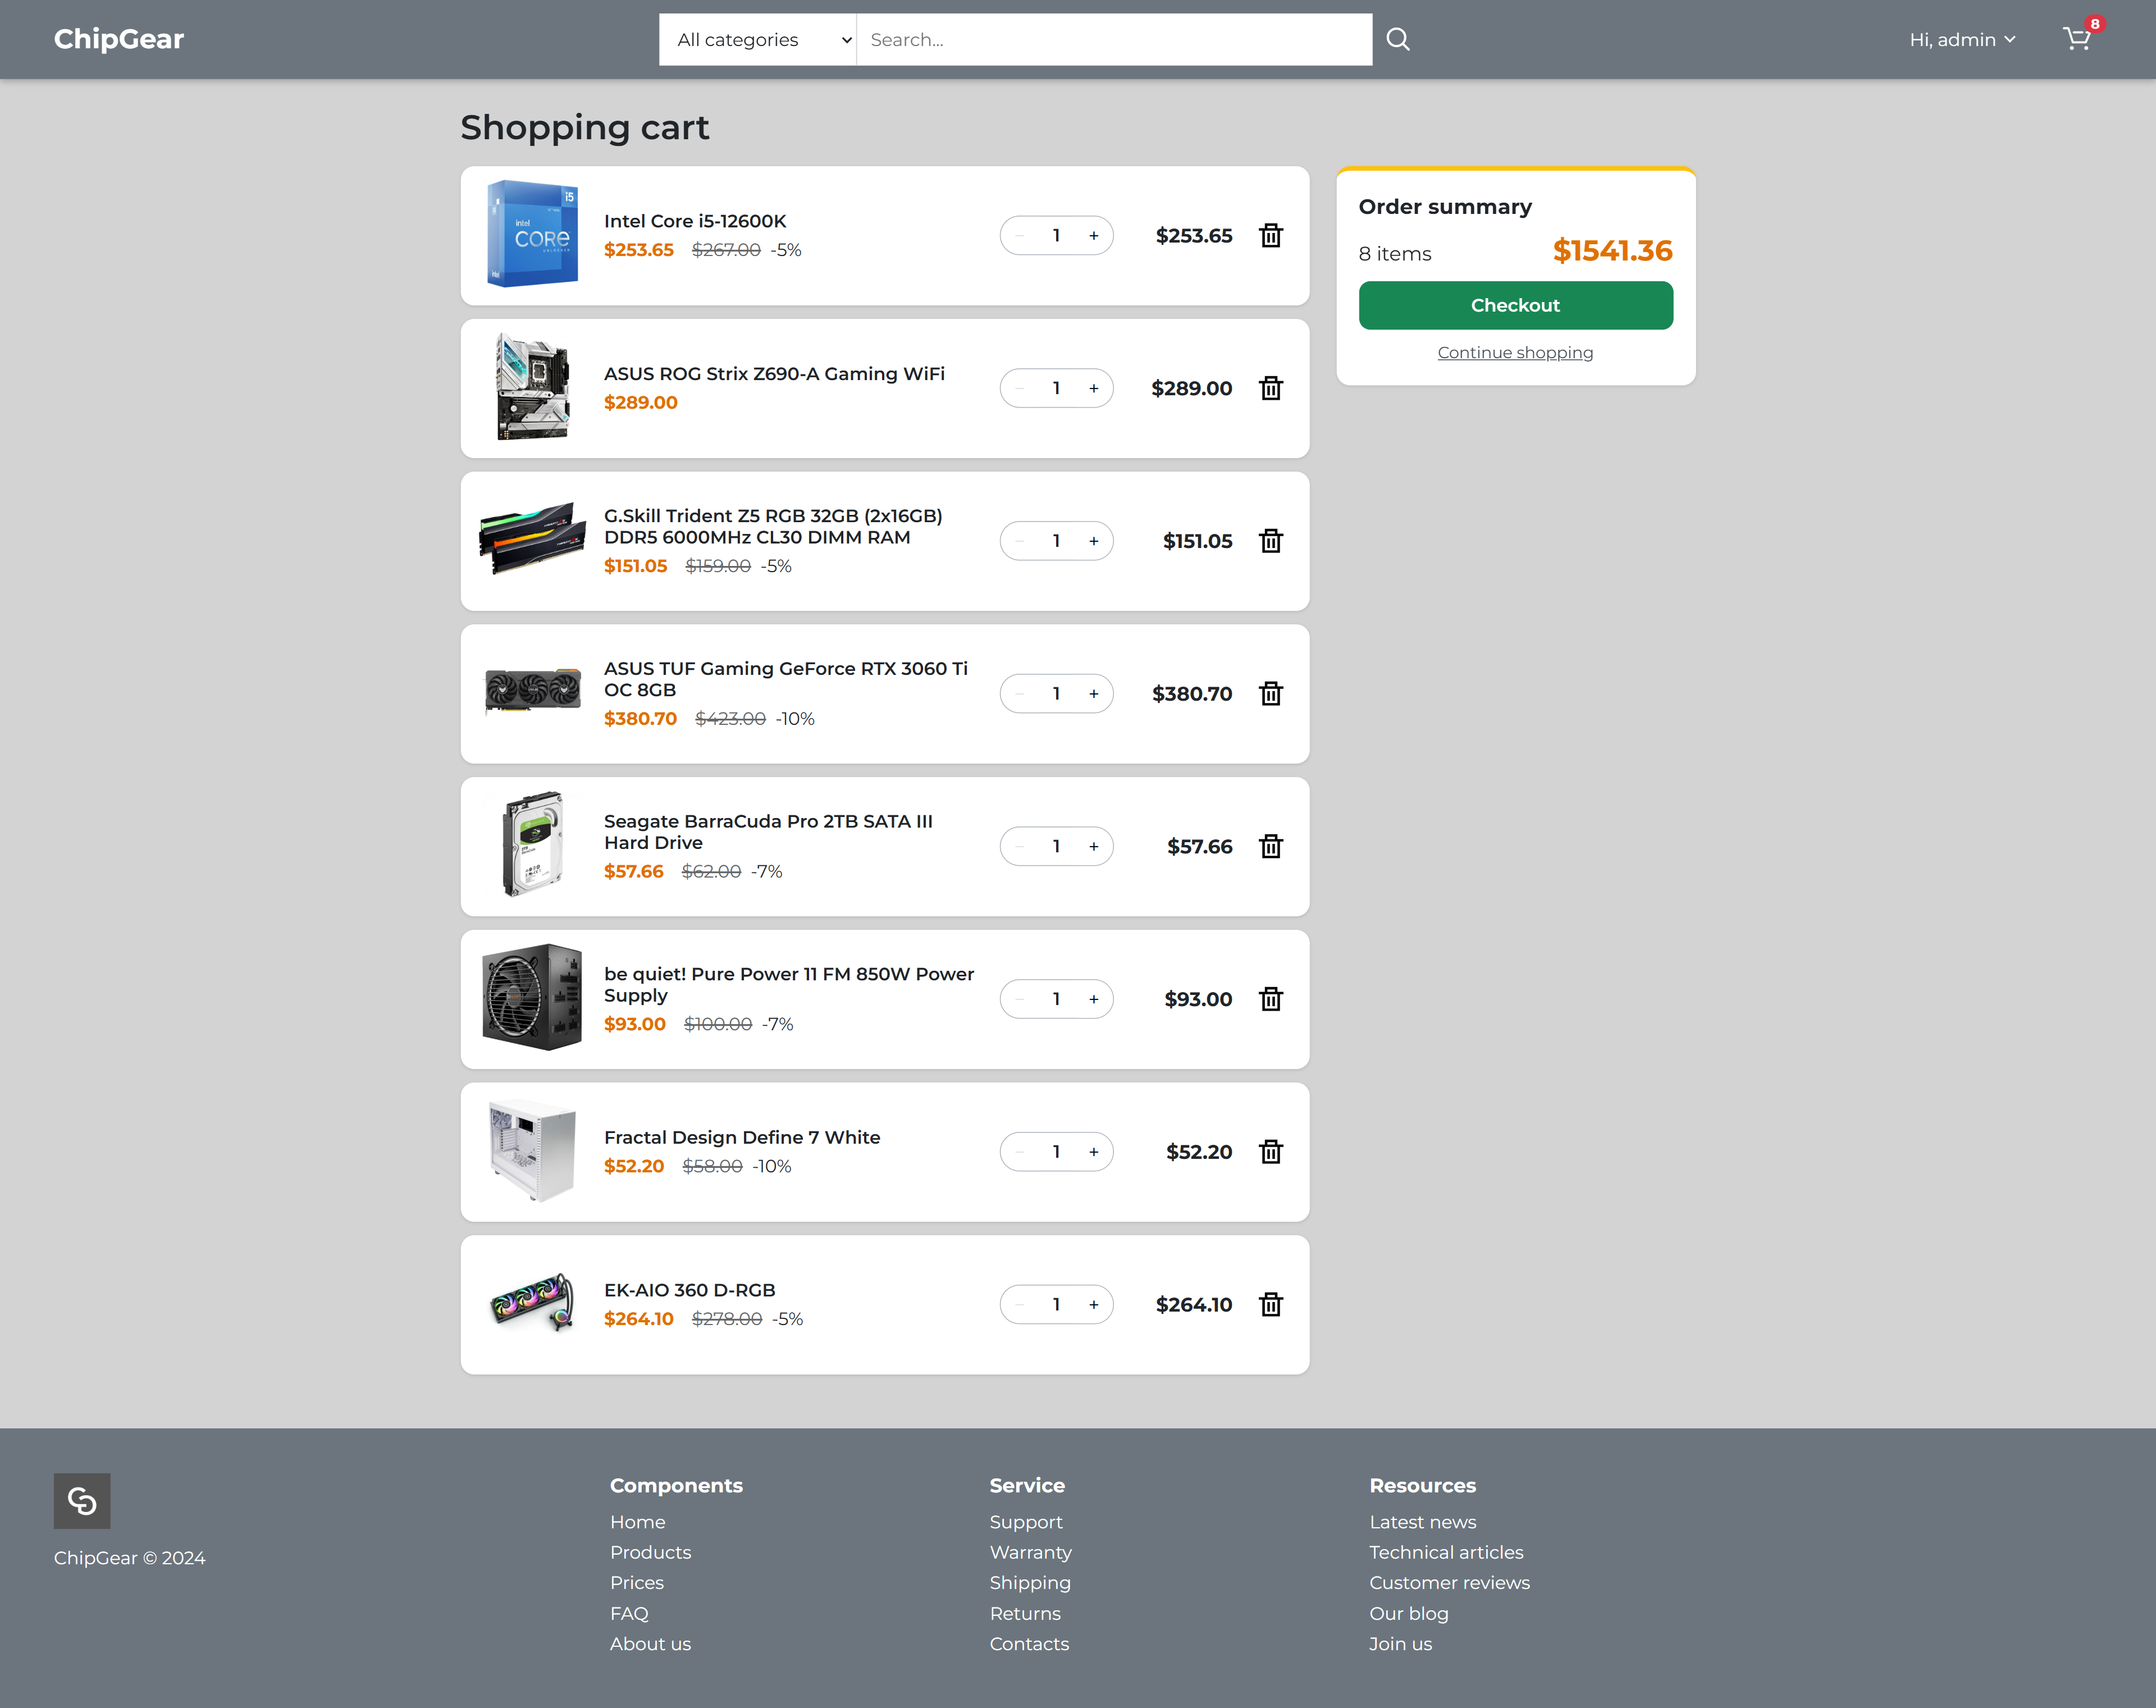 ChipGear
All categories
Search...
Hi, admin
8
Shopping cart
i5
intel
CORE
Intel Core i5-12600K
$253.65 $267.00 -5%
1 +
$253.65
ASUS ROG Strix Z690-A Gaming WiFi
$289.00
1 +
$289.00
G.Skill Trident Z5 RGB 32GB (2x16GB)
DDR5 6000MHz CL30 DIMM RAM
$151.05 $159.00 -5%
1 +
$151.05
ASUS TUF Gaming GeForce RTX 3060 Ti
OC 8GB
$380.70 $423.00 -10%
1 +
$380.70
Seagate BarraCuda Pro 2TB SATA III
Hard Drive
$57.66 $62.00 -7%
1 +
$57.66
be quiet! Pure Power 11 FM 850W Power
Supply
$93.00 $100.00 -7%
1 +
$93.00
Fractal Design Define 7 White
$52.20 $58.00 -10%
1 +
$52.20
EK-AIO 360 D-RGB
$264.10 $278.00 -5%
1 +
$264.10
Order summary
8 items $1541.36
Checkout
Continue shopping
ChipGear © 2024
Components
Home
Products
Prices
FAQ
About us
Service
Support
Warranty
Shipping
Returns
Contacts
Resources
Latest news
Technical articles
Customer reviews
Our blog
Join us